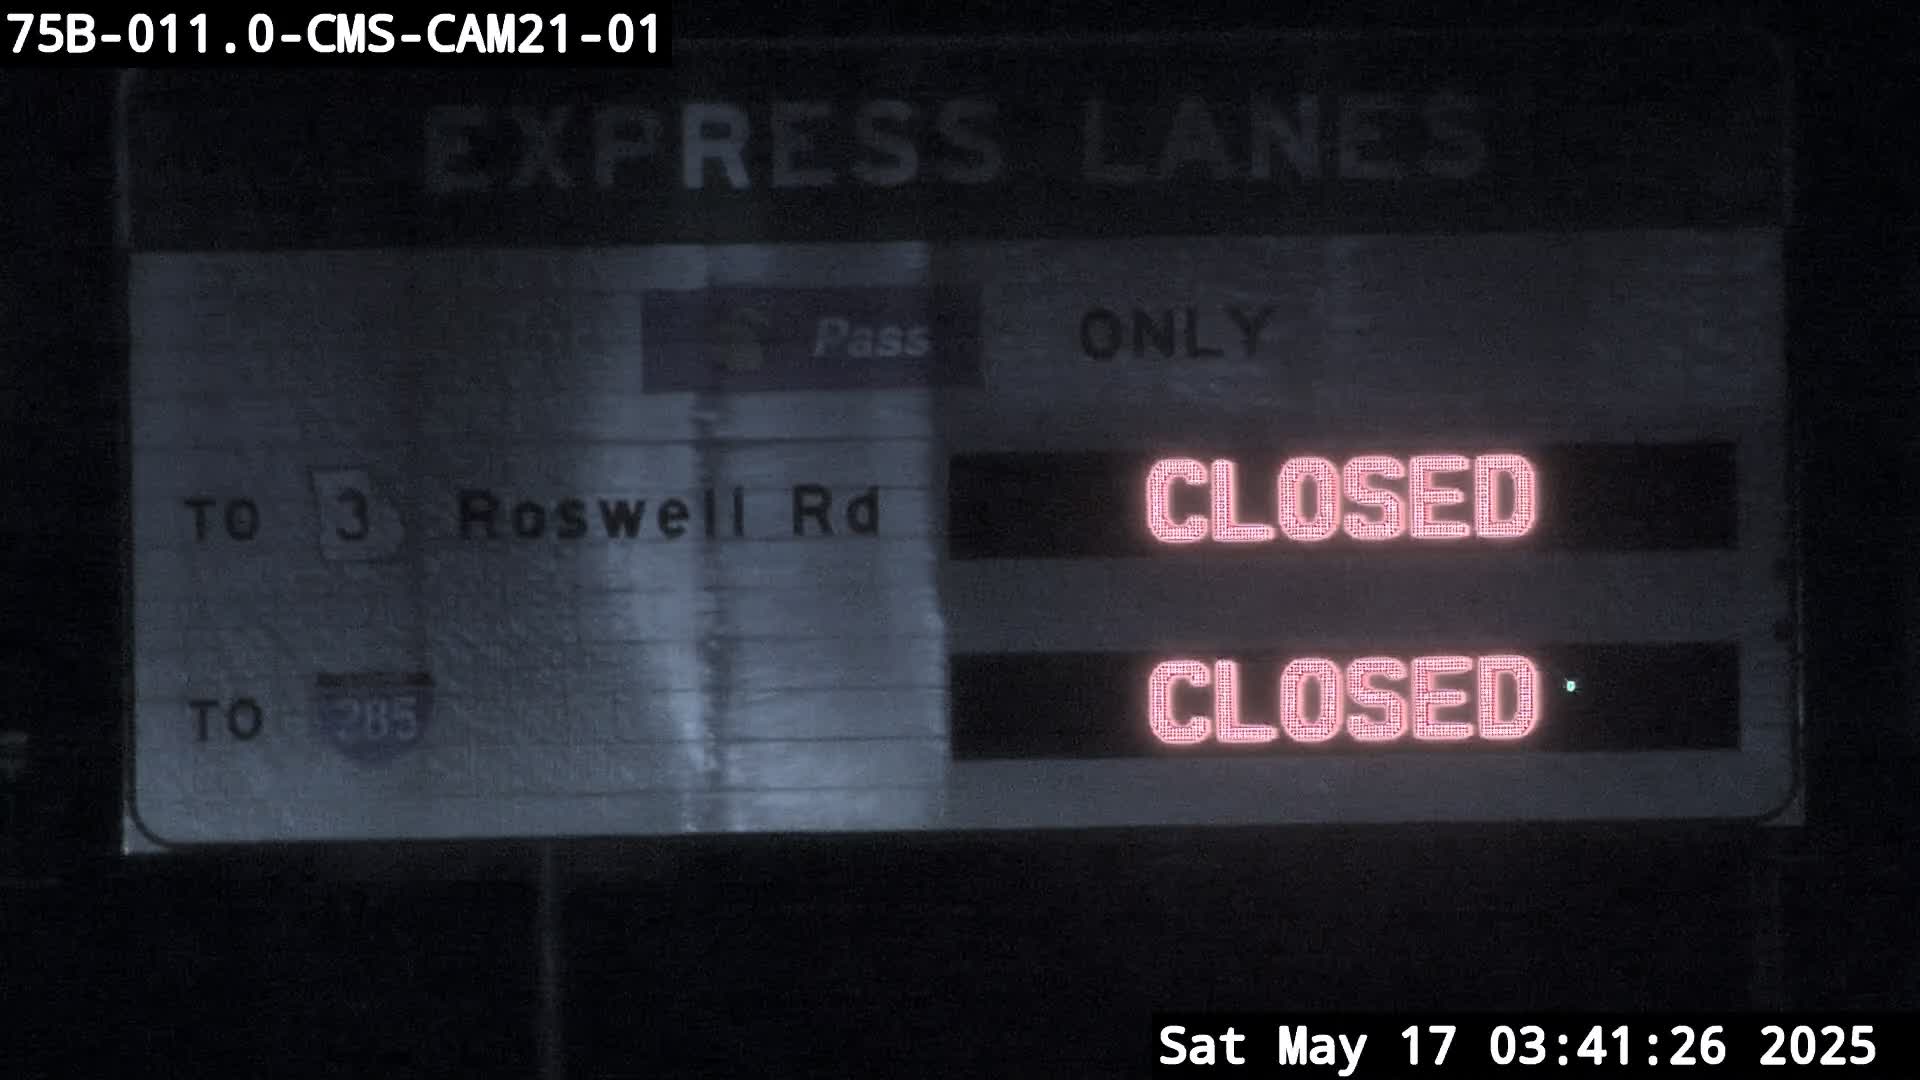 75B-011.0-CMS-CAM21-01
EXPRESS LANES
Pass ONLY
TO 3 Roswell Rd CLOSED
TO 285 CLOSED
Sat May 17 03:41:26 2025